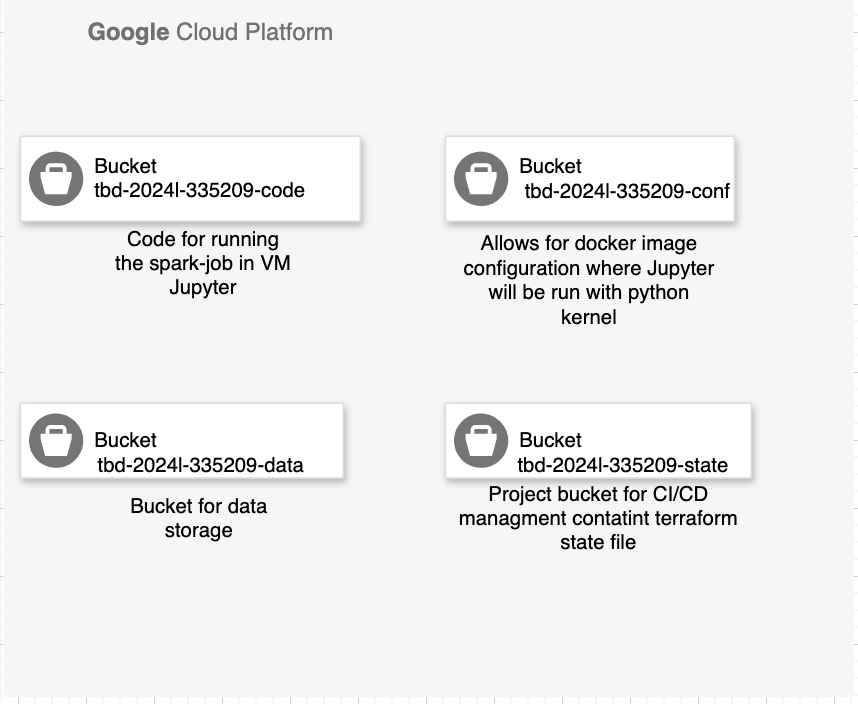 Google Cloud Platform
Bucket
tbd-2024l-335209-code
Code for running
the spark-job in VM
Jupyter
Bucket
tbd-2024l-335209-conf
Allows for docker image
configuration where Jupyter
will be run with python
kernel
Bucket
tbd-2024l-335209-data
Bucket for data
storage
Bucket
tbd-2024l-335209-state
Project bucket for CI/CD
managment contatint terraform
state file